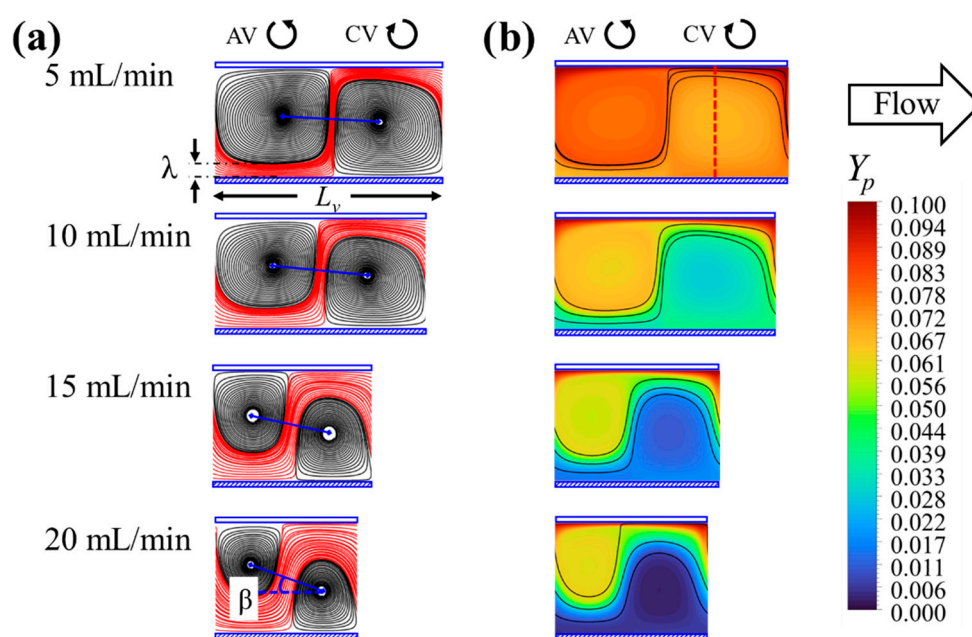 (a) AV CV
(b) AV CV
5 mL/min
λ
Lv
10 mL/min
15 mL/min
20 mL/min
β
Flow
Yp
0.100
0.094
0.089
0.083
0.078
0.072
0.067
0.061
0.056
0.050
0.044
0.039
0.033
0.028
0.022
0.017
0.011
0.006
0.000